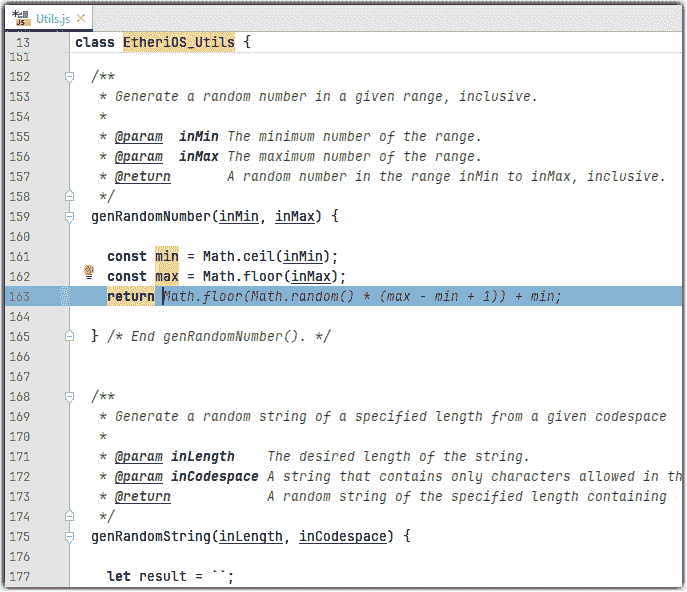 Utils.js
13 class EtheriOS_Utils {
151
152 /**
153 * Generate a random number in a given range, inclusive.
154 *
155 * @param inMin The minimum number of the range.
156 * @param inMax The maximum number of the range.
157 * @return A random number in the range inMin to inMax, inclusive.
158 */
159 genRandomNumber(inMin, inMax) {
160
161 const min = Math.ceil(inMin);
162 const max = Math.floor(inMax);
163 return Math.floor(Math.random() * (max - min + 1)) + min;
164
165 } /* End genRandomNumber(). */
166
167
168 /**
169 * Generate a random string of a specified length from a given codespace
170 *
171 * @param inLength The desired length of the string.
172 * @param inCodespace A string that contains only characters allowed in th
173 * @return A random string of the specified length containing
174 */
175 genRandomString(inLength, inCodespace) {
176
177 let result = ``;